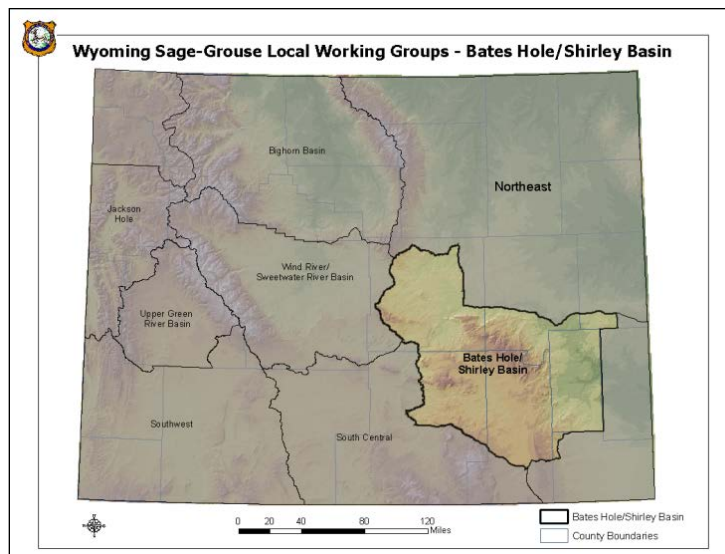 Wyoming Sage-Grouse Local Working Groups - Bates Hole/Shirley Basin
Bighorn Basin
Northeast
Jackson
Hole
Wind River/
Sweetwater River Basin
Upper Green
River Basin
Bates Hole/
Shirley Basin
Southwest
South Central
0 20 40 80 120
Miles
Bates Hole/Shirley Basin
County Boundaries